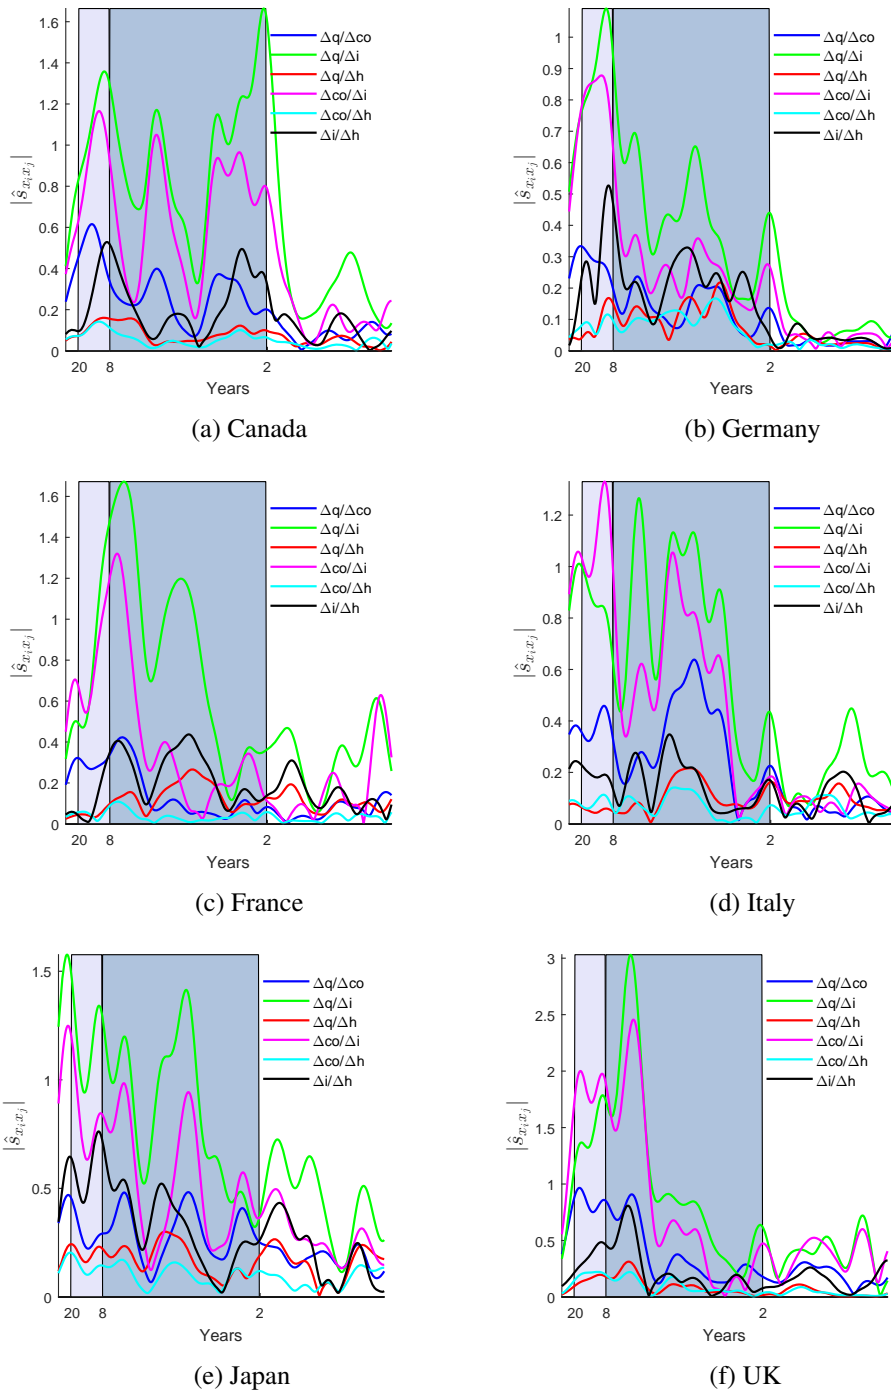 1.6
1.4
1.2
1
0.8
0.6
0.4
0.2
0
|ŝ_{x_i x_j}|
20 8 2
Years
Δq/Δco
Δq/Δi
Δq/Δh
Δco/Δi
Δco/Δh
Δi/Δh
(a) Canada
1
0.9
0.8
0.7
0.6
0.5
0.4
0.3
0.2
0.1
0
|ŝ_{x_i x_j}|
20 8 2
Years
Δq/Δco
Δq/Δi
Δq/Δh
Δco/Δi
Δco/Δh
Δi/Δh
(b) Germany
1.6
1.4
1.2
1
0.8
0.6
0.4
0.2
0
|ŝ_{x_i x_j}|
20 8 2
Years
Δq/Δco
Δq/Δi
Δq/Δh
Δco/Δi
Δco/Δh
Δi/Δh
(c) France
1.2
1
0.8
0.6
0.4
0.2
0
|ŝ_{x_i x_j}|
20 8 2
Years
Δq/Δco
Δq/Δi
Δq/Δh
Δco/Δi
Δco/Δh
Δi/Δh
(d) Italy
1.5
1
0.5
0
|ŝ_{x_i x_j}|
20 8 2
Years
Δq/Δco
Δq/Δi
Δq/Δh
Δco/Δi
Δco/Δh
Δi/Δh
(e) Japan
3
2.5
2
1.5
1
0.5
0
|ŝ_{x_i x_j}|
20 8 2
Years
Δq/Δco
Δq/Δi
Δq/Δh
Δco/Δi
Δco/Δh
Δi/Δh
(f) UK